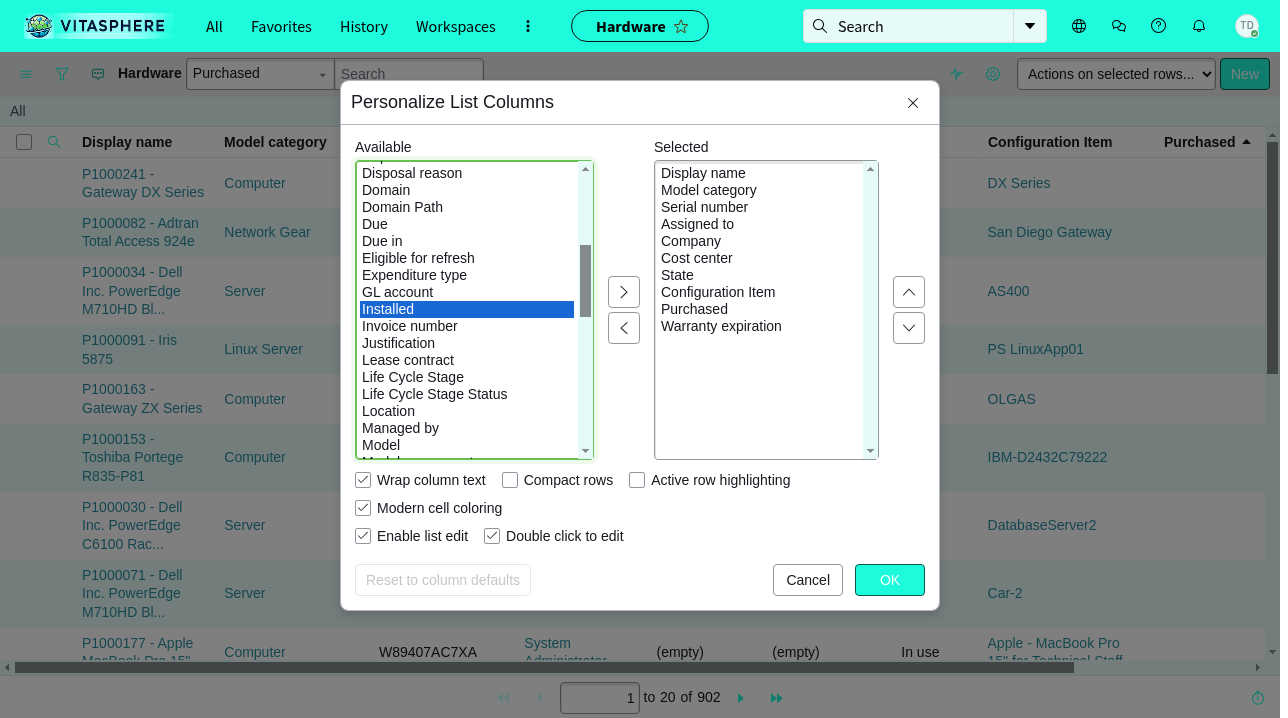 VITASPHERE
All
Favorites
History
Workspaces
Hardware
Search
TD
Hardware
Purchased
Search
Actions on selected rows...
New
All
Display name
Model category
Configuration Item
Purchased
P1000241 -
Gateway DX Series
Computer
DX Series
P1000082 - Adtran
Total Access 924e
Network Gear
San Diego Gateway
P1000034 - Dell
Inc. PowerEdge
M710HD Bl...
Server
AS400
P1000091 - Iris
5875
Linux Server
PS LinuxApp01
P1000163 -
Gateway ZX Series
Computer
OLGAS
P1000153 -
Toshiba Portege
R835-P81
Computer
IBM-D2432C79222
P1000030 - Dell
Inc. PowerEdge
C6100 Rac...
Server
DatabaseServer2
P1000071 - Dell
Inc. PowerEdge
M710HD Bl...
Server
Car-2
P1000177 - Apple
MacBook Pro 15"
Computer
W89407AC7XA
System
Administrator
(empty)
(empty)
In use
Apple - MacBook Pro
15" for Technical Staff
Personalize List Columns
Available
Disposal reason
Domain
Domain Path
Due
Due in
Eligible for refresh
Expenditure type
GL account
Installed
Invoice number
Justification
Lease contract
Life Cycle Stage
Life Cycle Stage Status
Location
Managed by
Model
Selected
Display name
Model category
Serial number
Assigned to
Company
Cost center
State
Configuration Item
Purchased
Warranty expiration
Wrap column text
Compact rows
Active row highlighting
Modern cell coloring
Enable list edit
Double click to edit
Reset to column defaults
Cancel
OK
1
to 20 of 902